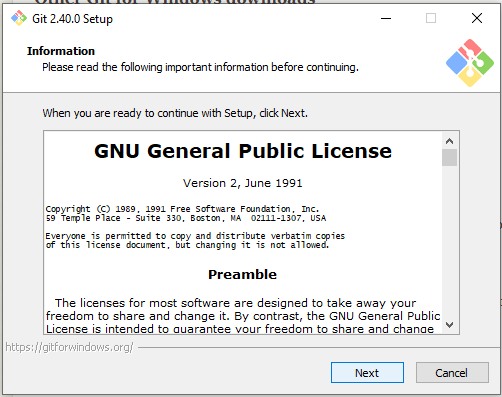 Other Git for Windows downloads
Git 2.40.0 Setup
Information
Please read the following important information before continuing.
When you are ready to continue with Setup, click Next.
GNU General Public License
Version 2, June 1991
Copyright (C) 1989, 1991 Free Software Foundation, Inc.
59 Temple Place - Suite 330, Boston, MA  02111-1307, USA
Everyone is permitted to copy and distribute verbatim copies
of this license document, but changing it is not allowed.
Preamble
The licenses for most software are designed to take away your
freedom to share and change it. By contrast, the GNU General Public
License is intended to guarantee your freedom to share and change
https://gitforwindows.org/
Next
Cancel